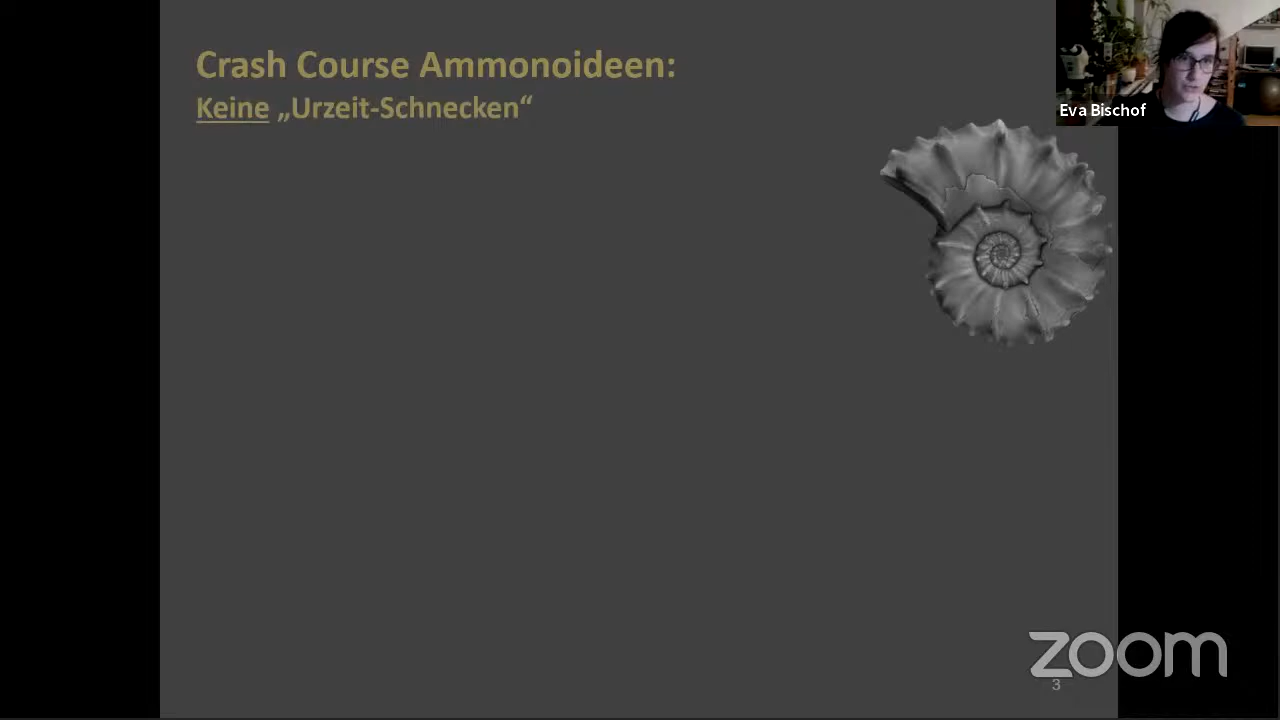 Crash Course Ammonoideen:
Keine „Urzeit-Schnecken“
Eva Bischof
zoom
3